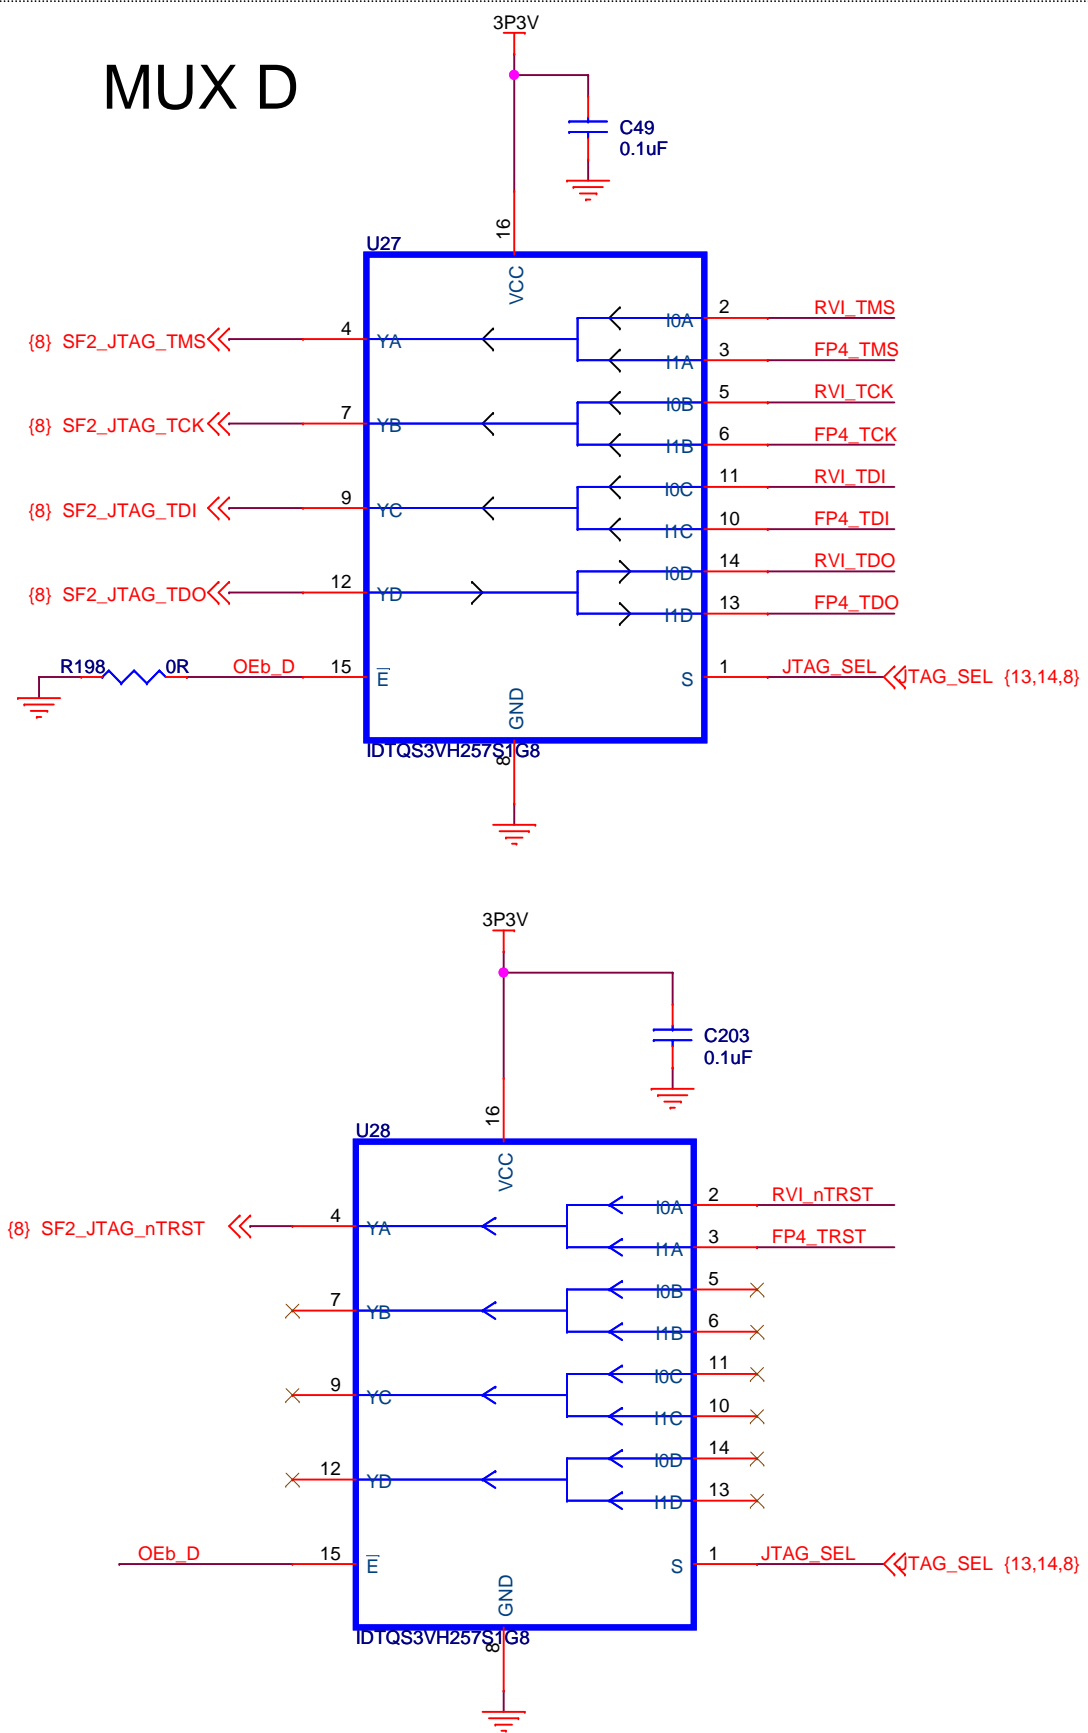 3P3V
MUX D
C49
0.1uF
16
U27
VCC
2 RVI_TMS
I0A
{8} SF2_JTAG_TMS 4 YA
3 FP4_TMS
I1A
5 RVI_TCK
I0B
{8} SF2_JTAG_TCK 7 YB
6 FP4_TCK
I1B
11 RVI_TDI
I0C
{8} SF2_JTAG_TDI 9 YC
10 FP4_TDI
I1C
14 RVI_TDO
I0D
{8} SF2_JTAG_TDO 12 YD
13 FP4_TDO
I1D
R198 0R OEb_D 15 E S 1 JTAG_SEL JTAG_SEL {13,14,8}
GND
IDTQS3VH257S1G8
8
3P3V
C203
0.1uF
16
U28
VCC
2 RVI_nTRST
I0A
{8} SF2_JTAG_nTRST 4 YA
3 FP4_TRST
I1A
5
I0B
7 YB
6
I1B
11
I0C
9 YC
10
I1C
14
I0D
12 YD
13
I1D
OEb_D 15 E S 1 JTAG_SEL JTAG_SEL {13,14,8}
GND
IDTQS3VH257S1G8
8